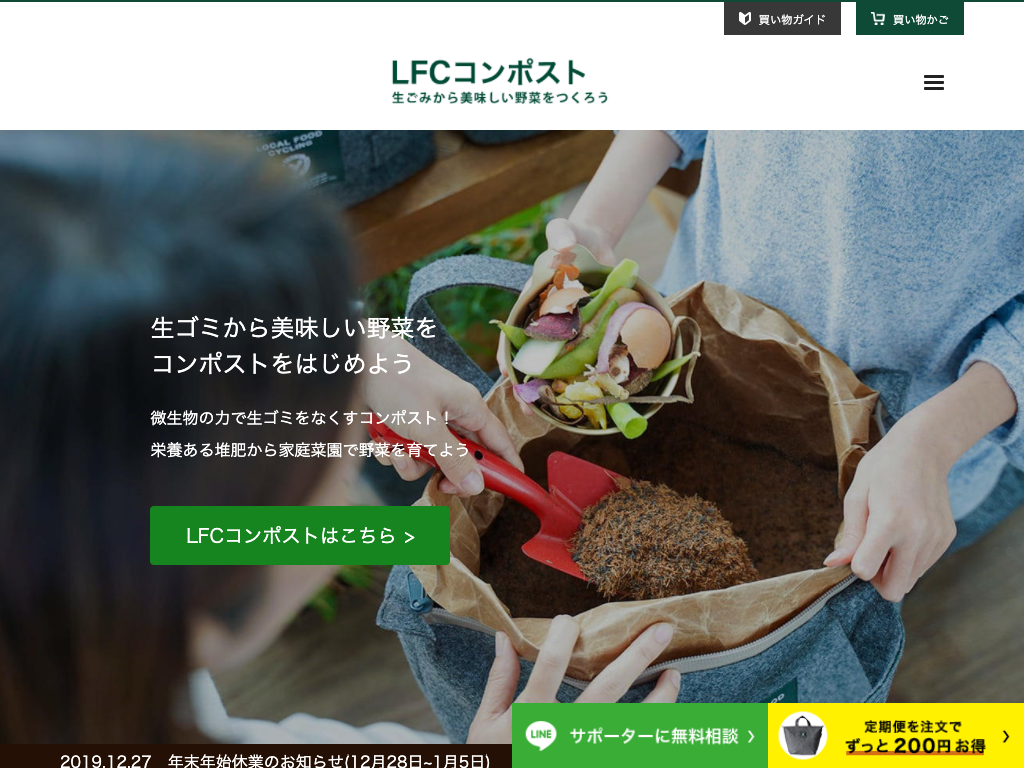 買い物ガイド
買い物かご
LFCコンポスト
生ごみから美味しい野菜をつくろう
LOCAL FOOD
CYCLING
生ゴミから美味しい野菜を
コンポストをはじめよう
微生物の力で生ゴミをなくすコンポスト！
栄養ある堆肥から家庭菜園で野菜を育てよう
LFCコンポストはこちら >
LINE
サポーターに無料相談
定期便を注文で
ずっと200円お得
2019.12.27 年末年始休業のお知らせ(12月28日~1月5日)